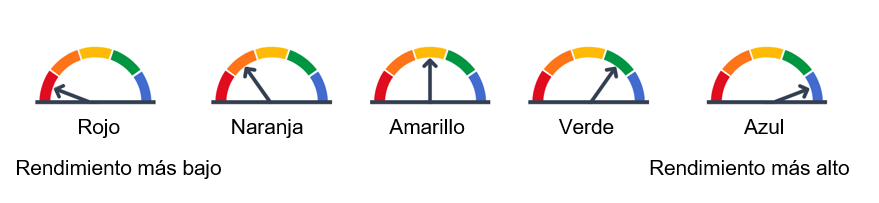 Rojo Naranja Amarillo Verde Azul
Rendimiento más bajo Rendimiento más alto